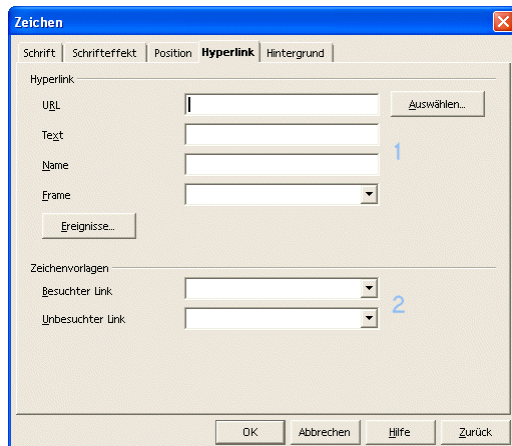 Zeichen
Schrift Schrifteffekt Position Hyperlink Hintergrund
Hyperlink
URL Auswählen...
Text
1
Name
Frame
Ereignisse...
Zeichenvorlagen
Besuchter Link
2
Unbesuchter Link
OK Abbrechen Hilfe Zurück